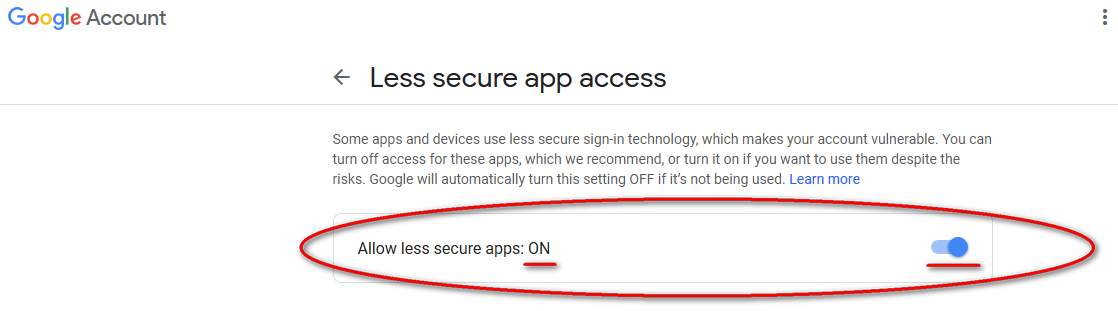 Google Account
Less secure app access
Some apps and devices use less secure sign-in technology, which makes your account vulnerable. You can
turn off access for these apps, which we recommend, or turn it on if you want to use them despite the
risks. Google will automatically turn this setting OFF if it's not being used. Learn more
Allow less secure apps: ON